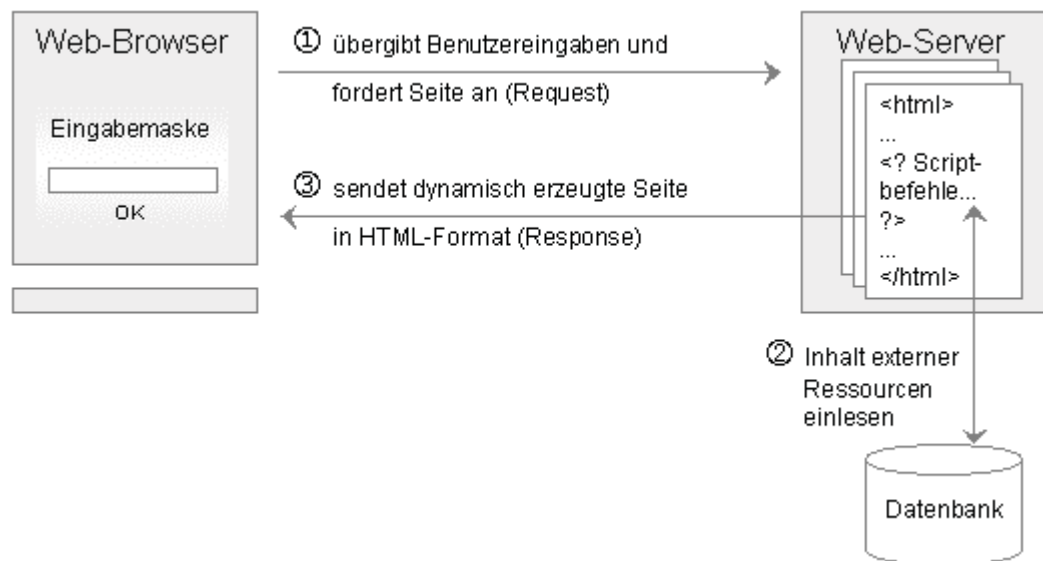 Web-Browser
Eingabemaske
OK
① übergibt Benutzereingaben und
fordert Seite an (Request)
③ sendet dynamisch erzeugte Seite
in HTML-Format (Response)
Web-Server
<html>
...
<? Script-
befehle...
?>
...
</html>
② Inhalt externer
Ressourcen
einlesen
Datenbank